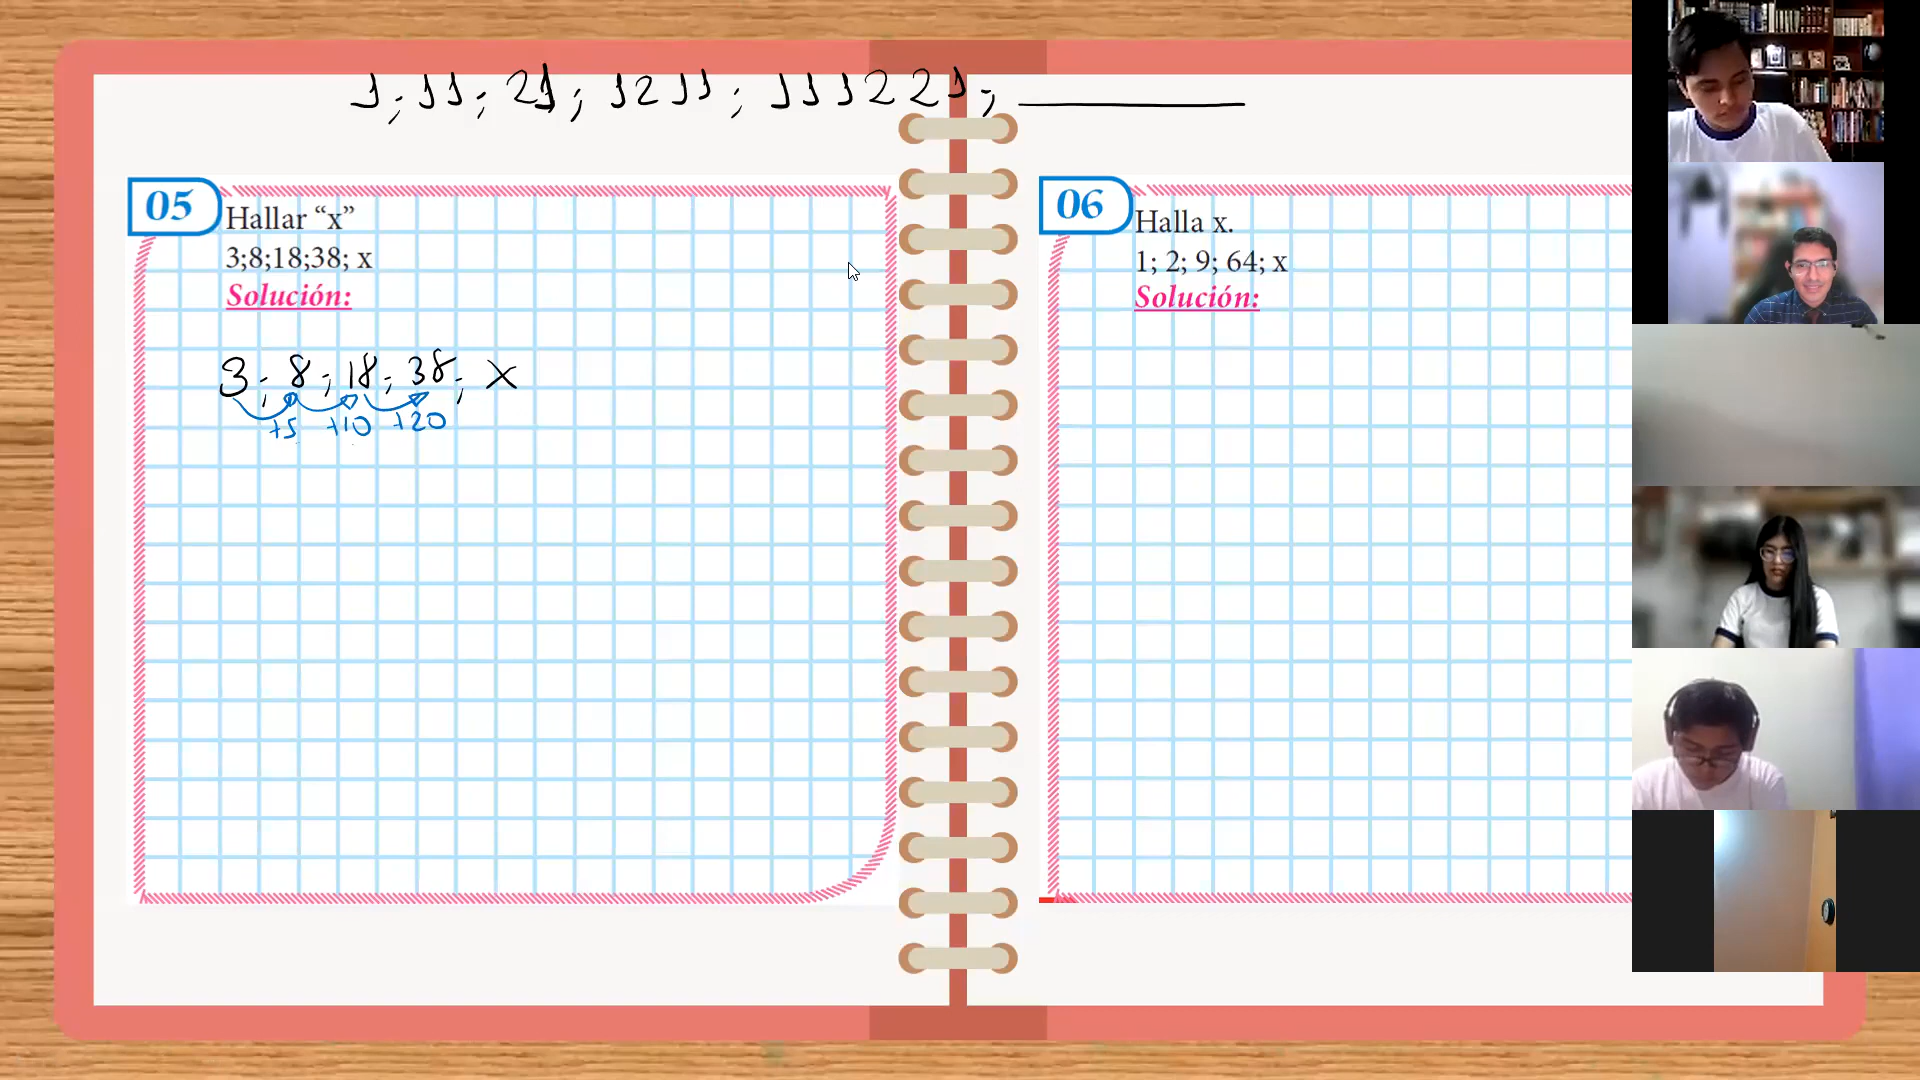 1; 11; 21; 1211; 111221;
05
Hallar “x”
3;8;18;38; x
Solución:
3; 8; 18; 38; x
+5 +10 +20
06
Halla x.
1; 2; 9; 64; x
Solución: